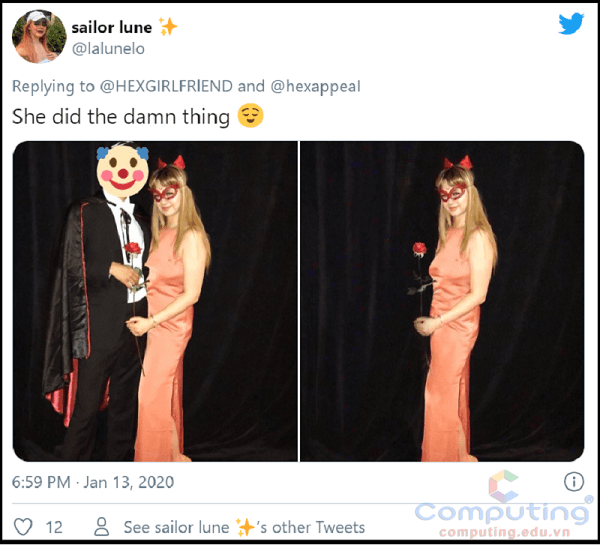 sailor lune ✨
@lalunelo
Replying to @HEXGIRLFRIEND and @hexappeal
She did the damn thing 😌
6:59 PM · Jan 13, 2020
12 See sailor lune ✨'s other Tweets
Computing®
computing.edu.vn